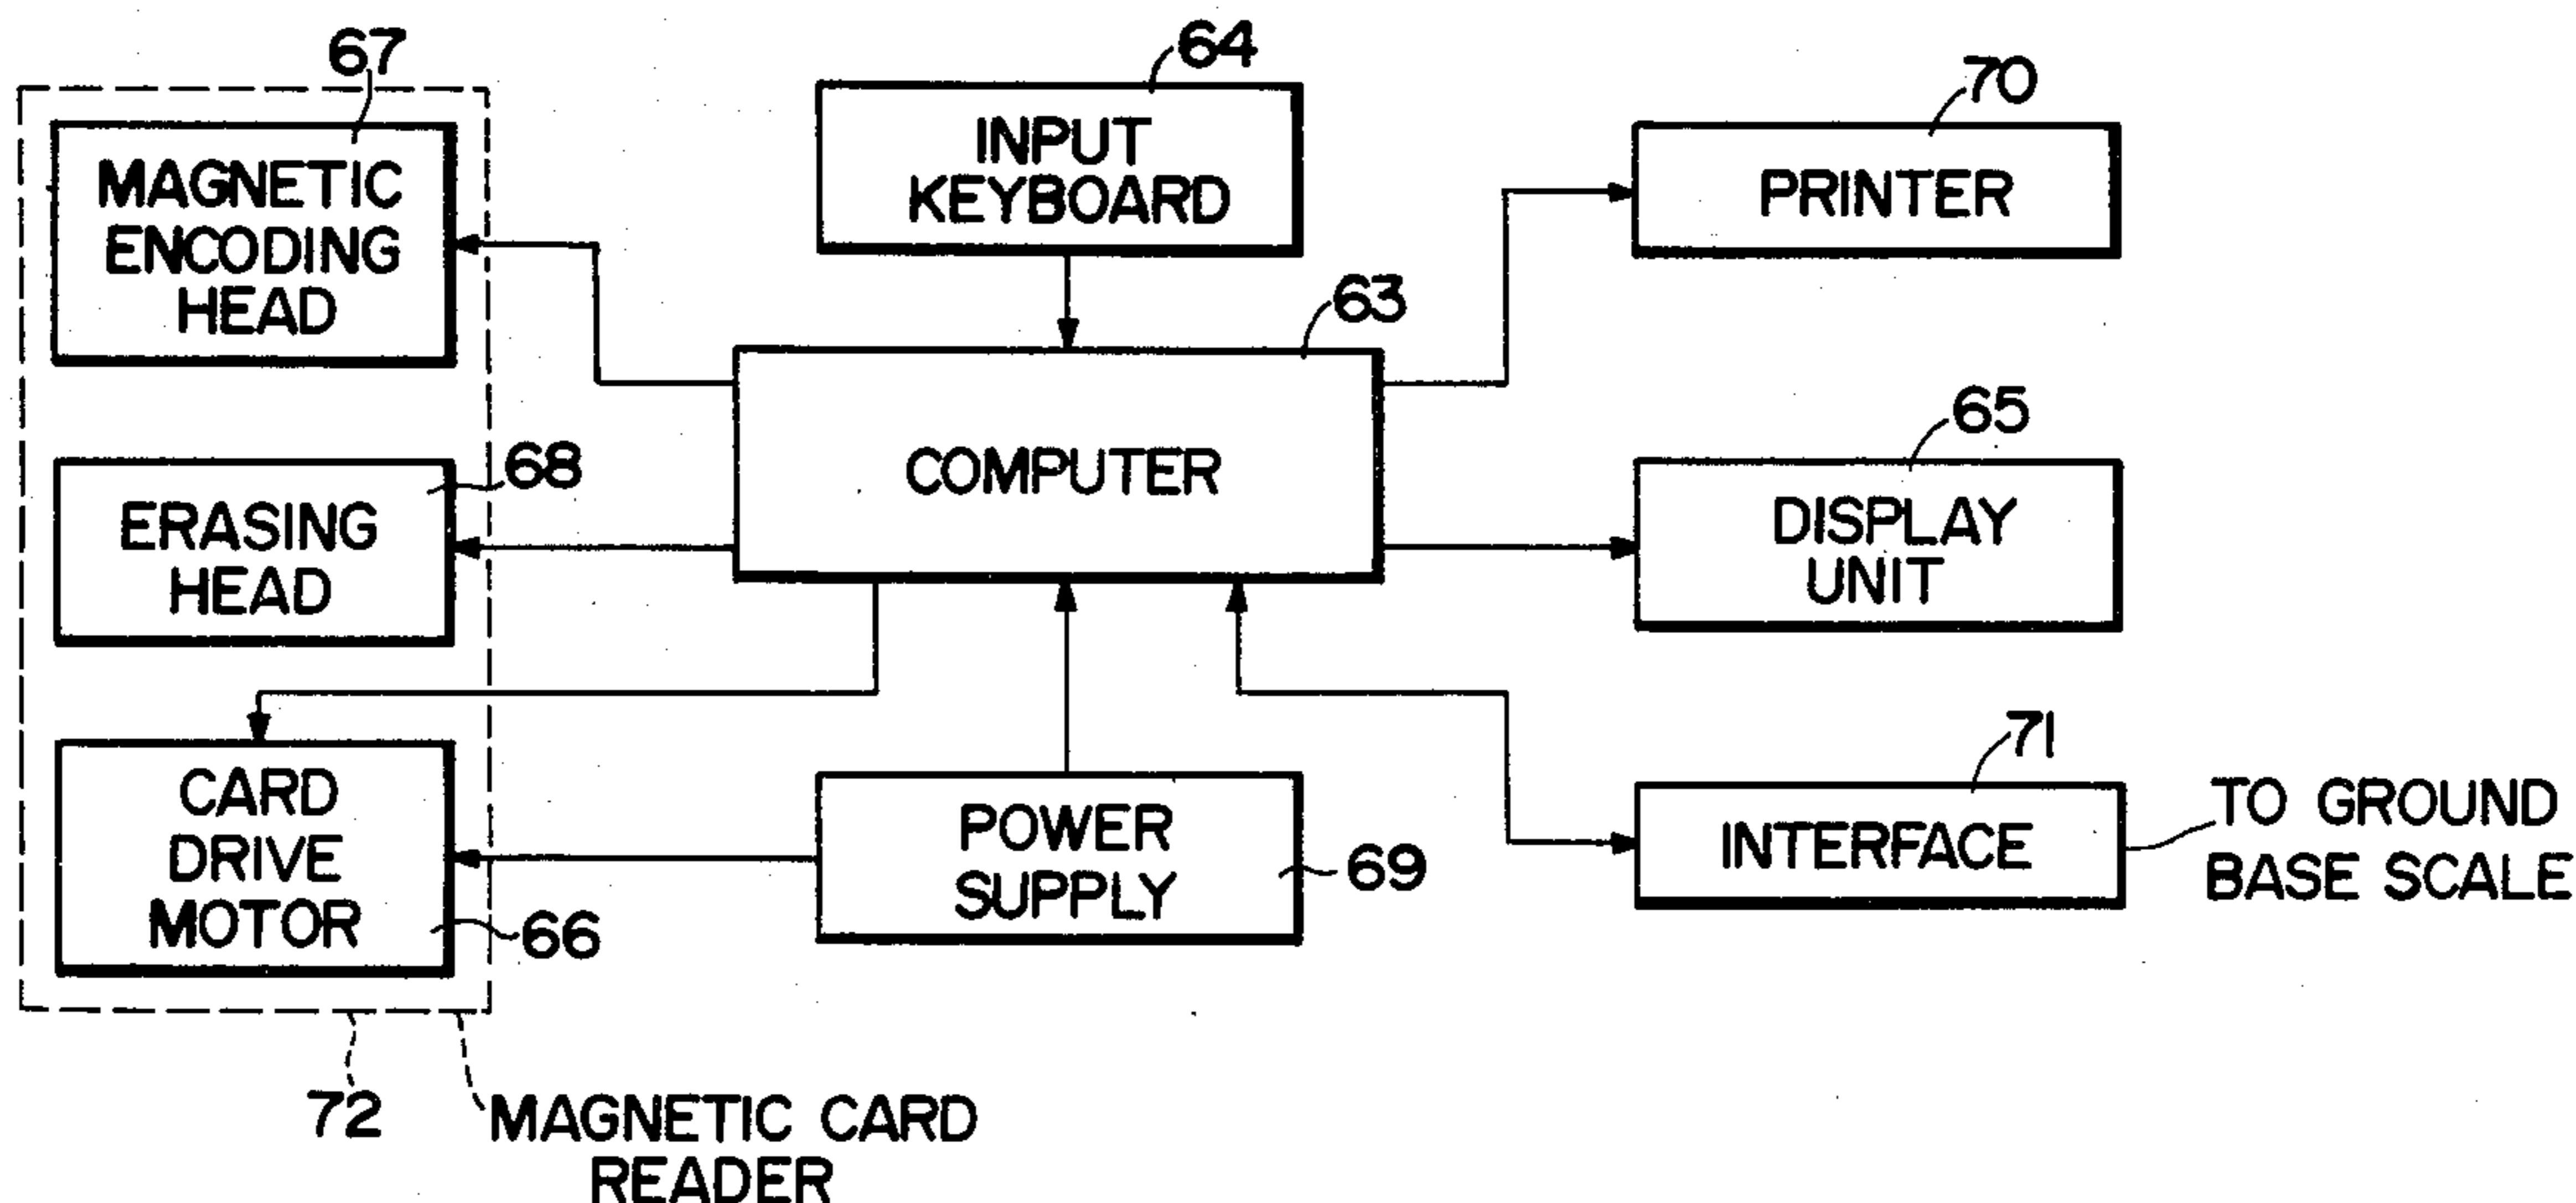 67
MAGNETIC
ENCODING
HEAD
68
ERASING
HEAD
CARD
DRIVE
MOTOR
66
72
MAGNETIC CARD
READER
64
INPUT
KEYBOARD
63
COMPUTER
POWER
SUPPLY
69
70
PRINTER
65
DISPLAY
UNIT
71
INTERFACE
TO GROUND
BASE SCALE